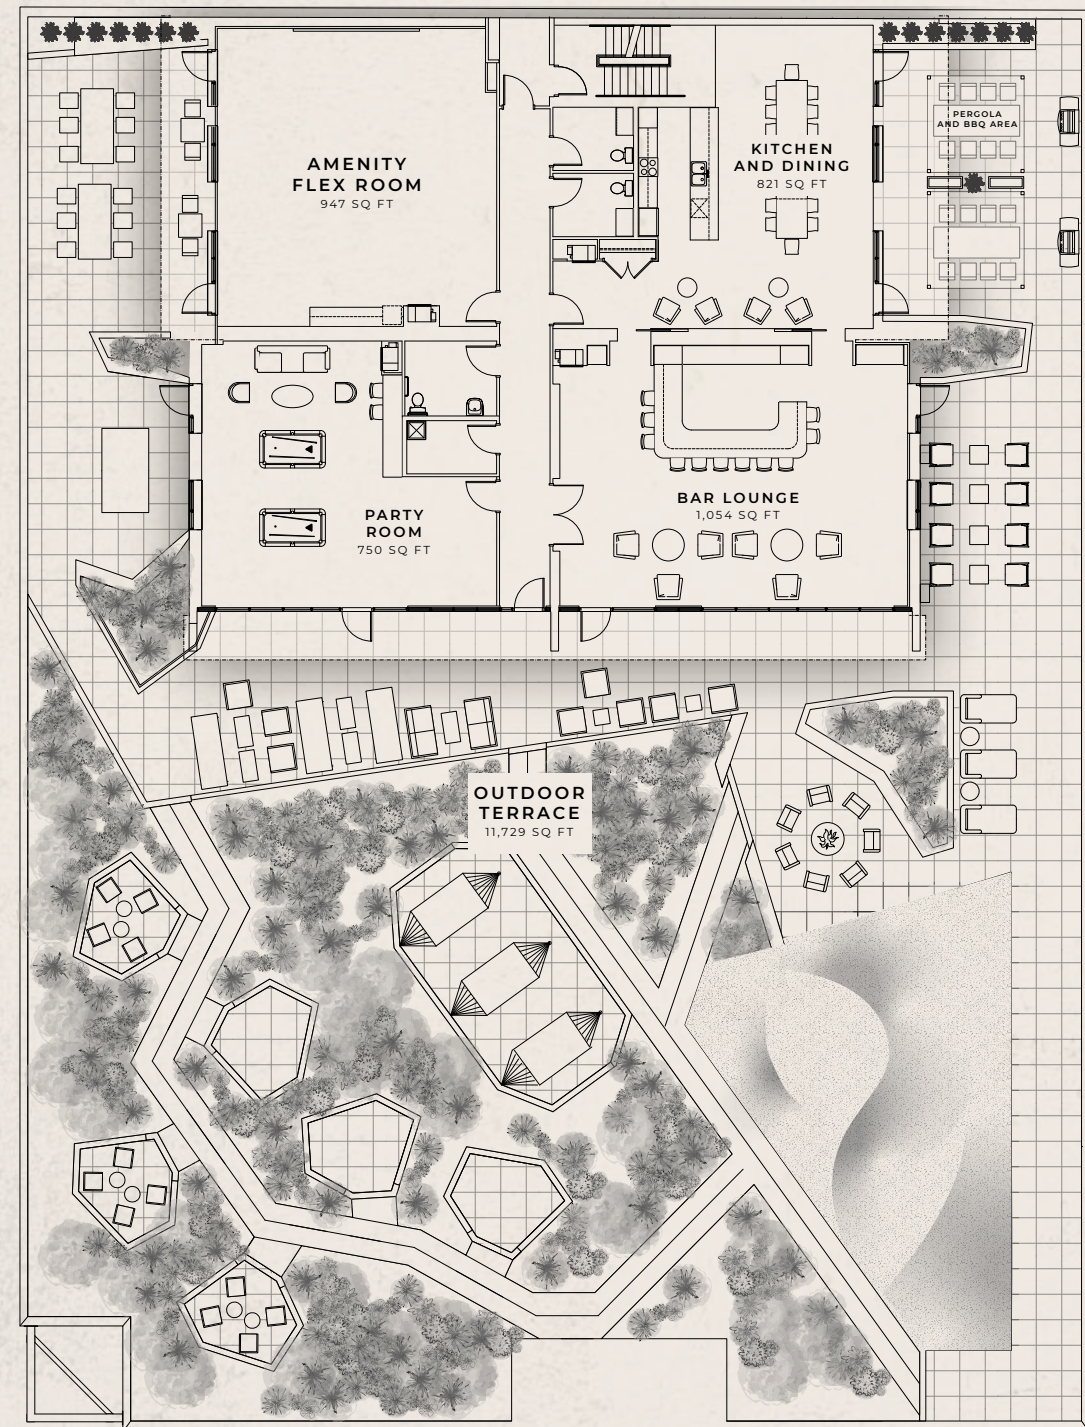 AMENITY
FLEX ROOM
947 SQ FT
KITCHEN
AND DINING
821 SQ FT
PERGOLA
AND BBQ AREA
PARTY
ROOM
750 SQ FT
BAR LOUNGE
1,054 SQ FT
OUTDOOR
TERRACE
11,729 SQ FT